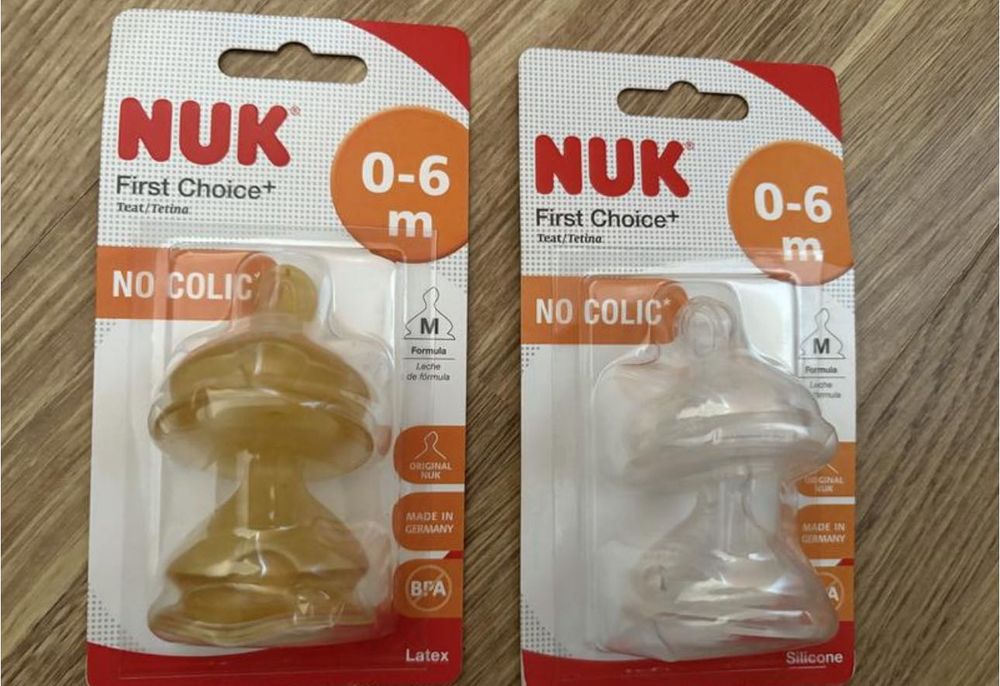 NUK®
First Choice+
Teat/Tetina
0-6
m
NO COLIC*
M
Formula
Leche
de fórmula
ORIGINAL
NUK
MADE IN
GERMANY
BPA
Latex
NUK®
First Choice+
Teat/Tetina
0-6
m
NO COLIC*
M
Formula
Leche
NUK
MADE IN
GERMANY
Silicone